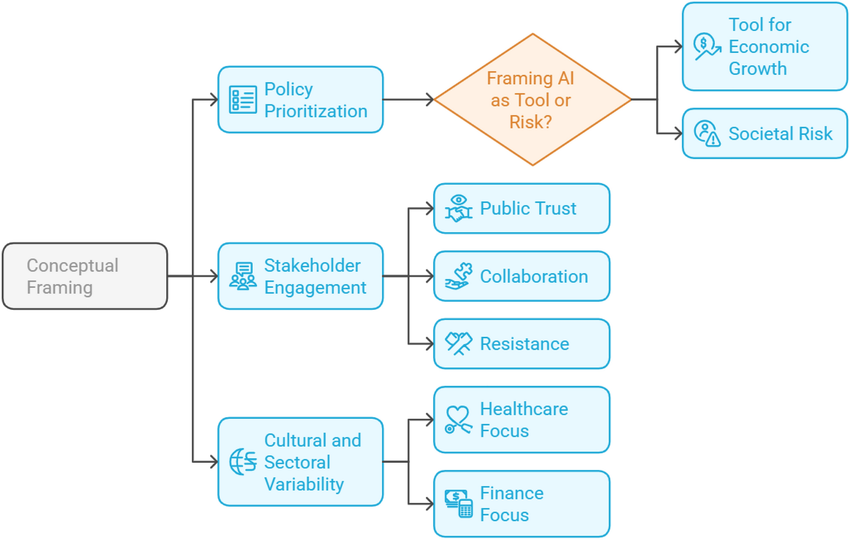 Conceptual
Framing
Policy
Prioritization
Framing AI
as Tool or
Risk?
Tool for
Economic
Growth
Societal Risk
Stakeholder
Engagement
Public Trust
Collaboration
Resistance
Cultural and
Sectoral
Variability
Healthcare
Focus
Finance
Focus